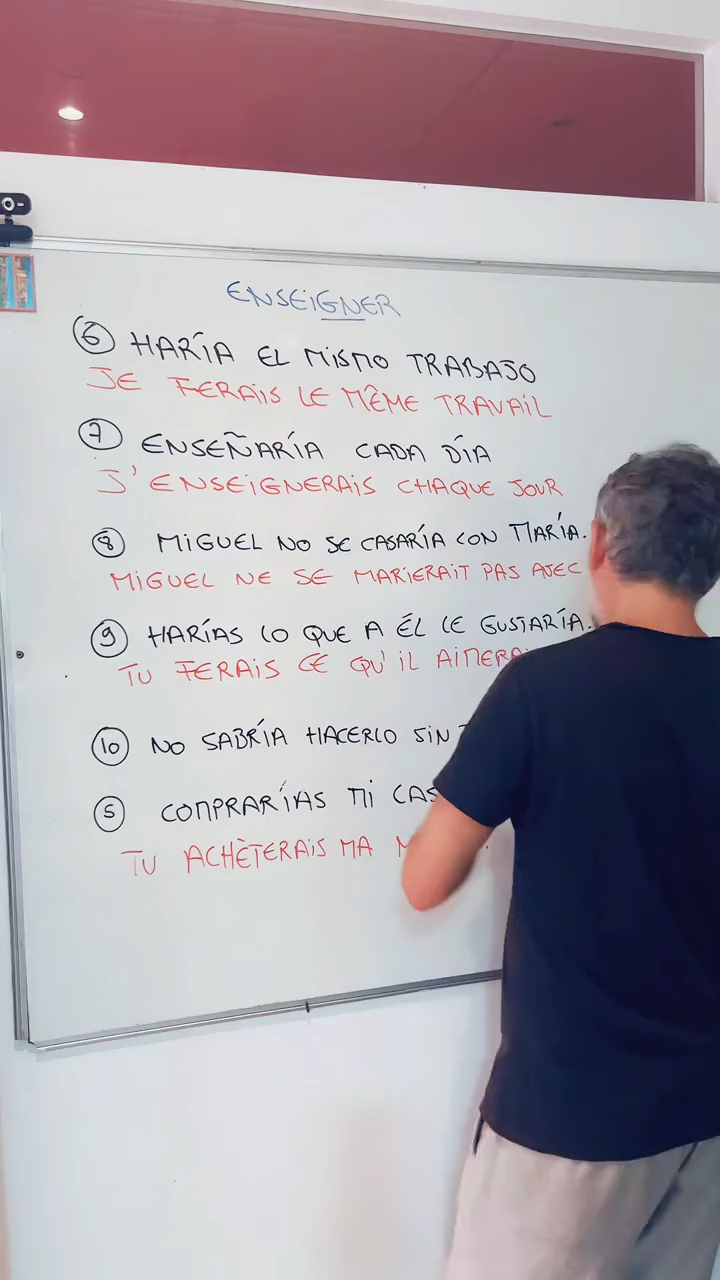 ENSEIGNER
6 HARÍA EL MISMO TRABAJO
JE FERAIS LE MÊME TRAVAIL
7 ENSEÑARÍA CADA DÍA
J'ENSEIGNERAIS CHAQUE JOUR
8 MIGUEL NO SE CASARÍA CON MARÍA.
MIGUEL NE SE MARIERAIT PAS AVEC
9 HARÍAS LO QUE A ÉL LE GUSTARÍA.
TU FERAIS CE QU'IL
10 NO SABRÍA HACERLO SIN
5 COMPRARÍAS MI
TU ACHÈTERAIS MA